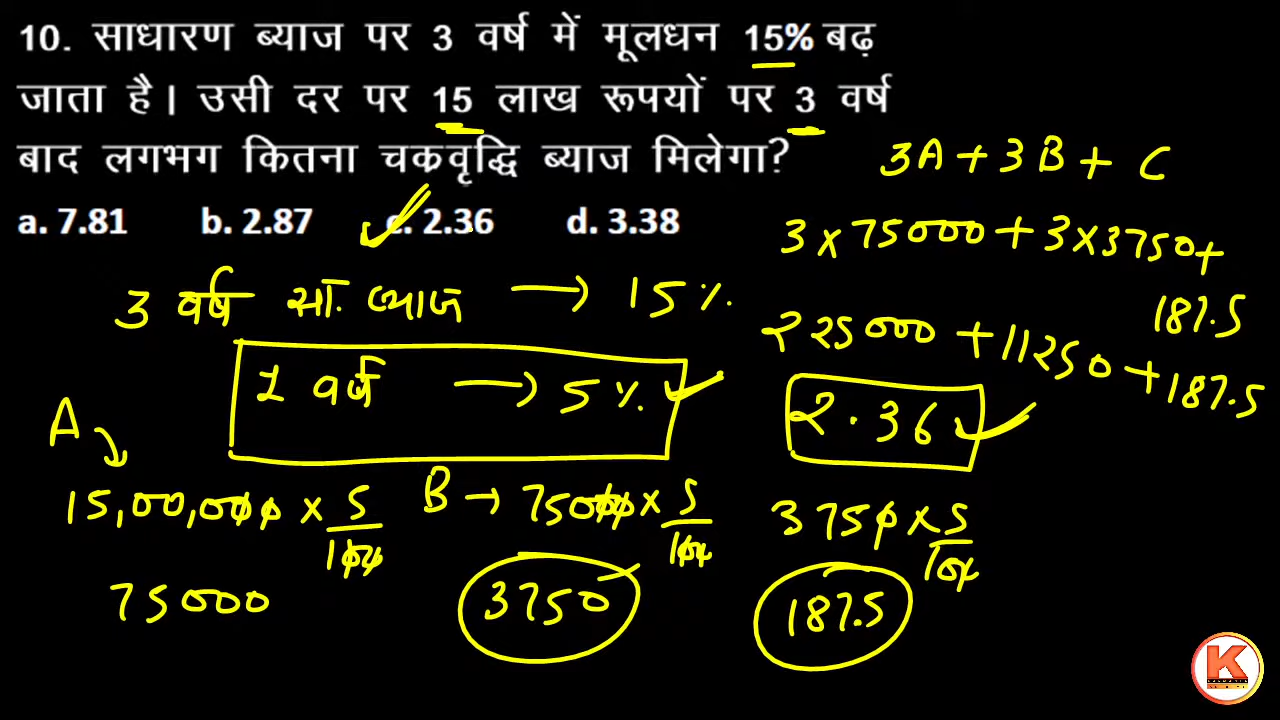 10. साधारण ब्याज पर 3 वर्ष में मूलधन 15% बढ़
जाता है। उसी दर पर 15 लाख रूपयों पर 3 वर्ष
बाद लगभग कितना चक्रवृद्धि ब्याज मिलेगा?
a. 7.81 b. 2.87 c. 2.36 d. 3.38
3 वर्ष सा. ब्याज → 15%.
1 वर्ष → 5%.
A
15,00,000 × 5/100
75000
B → 75000 × 5/100
3750
3750 × 5/100
187.5
3A + 3B + C
3 × 75000 + 3 × 3750 +
187.5
225000 + 11250 + 187.5
2.36
K